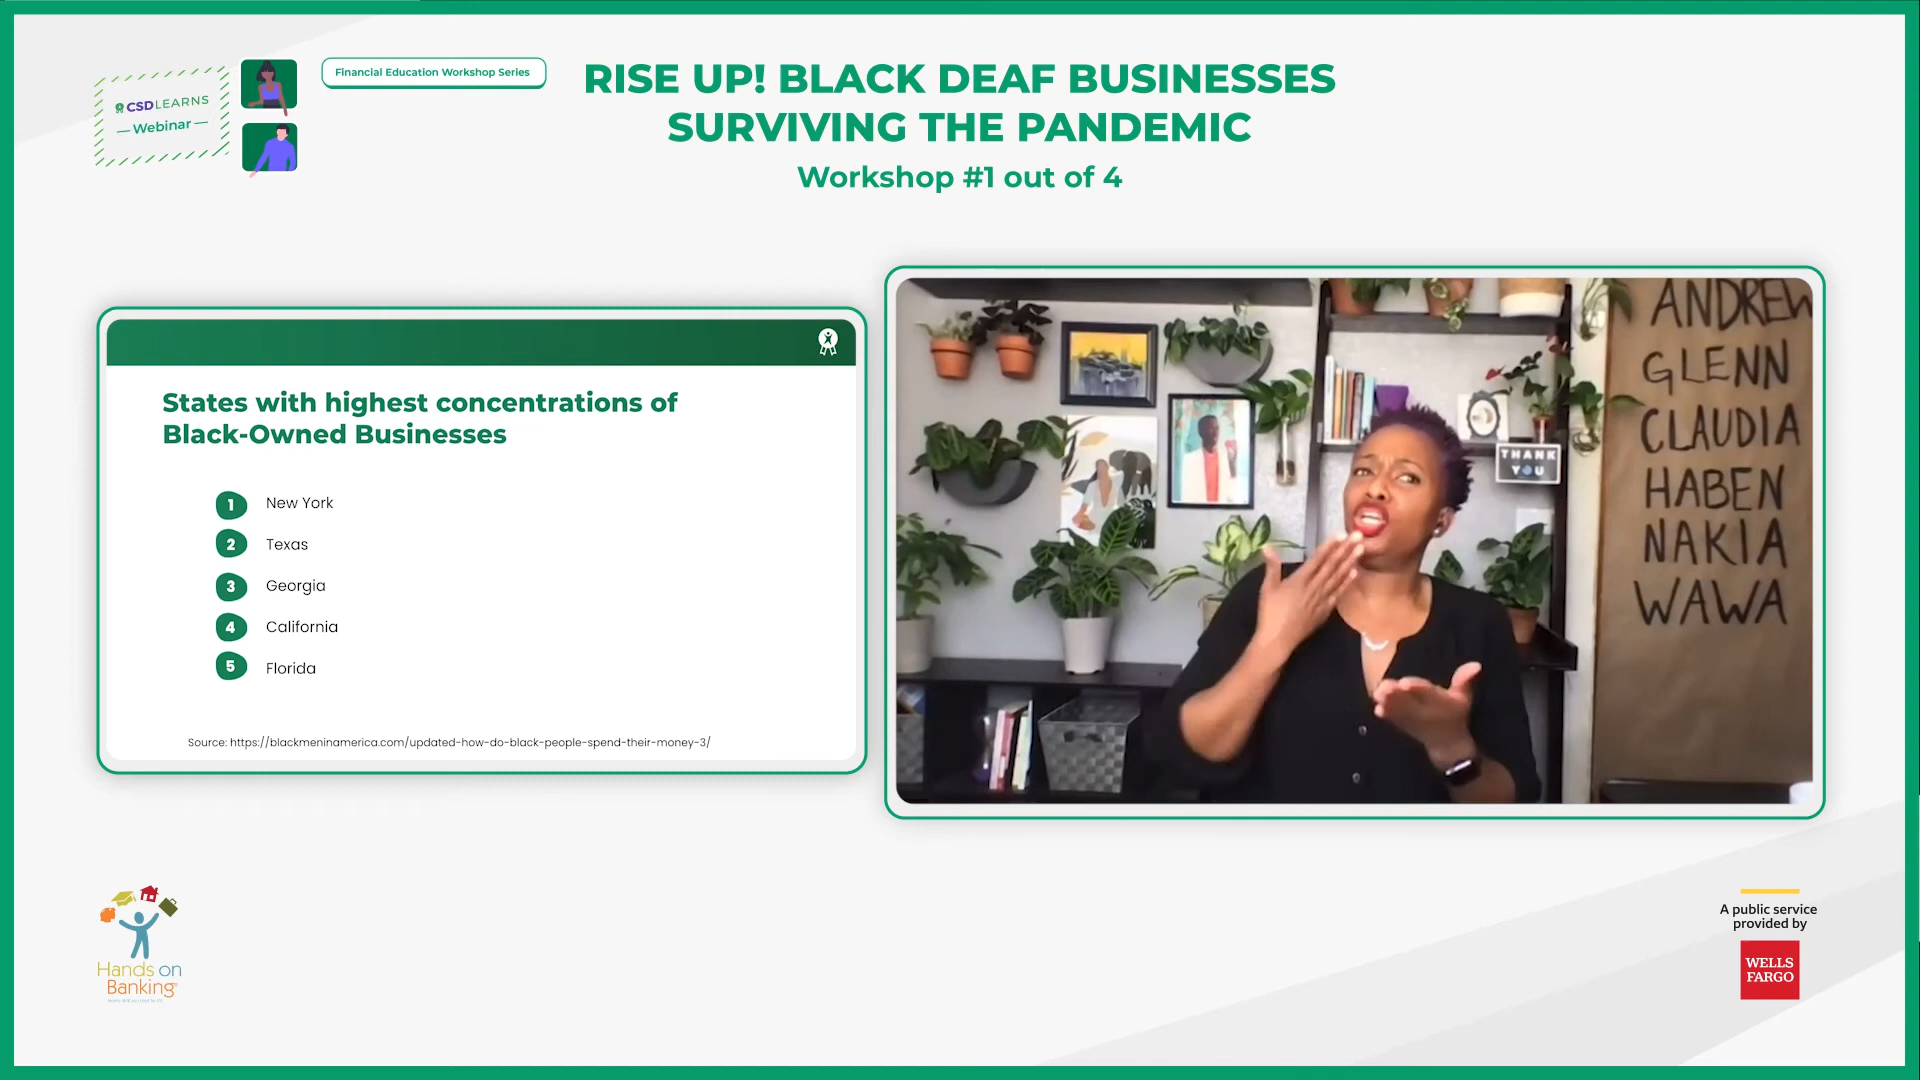 CSDLEARNS
— Webinar —
Financial Education Workshop Series
RISE UP! BLACK DEAF BUSINESSES
SURVIVING THE PANDEMIC
Workshop #1 out of 4
States with highest concentrations of
Black-Owned Businesses
1 New York
2 Texas
3 Georgia
4 California
5 Florida
Source: https://blackmeninamerica.com/updated-how-do-black-people-spend-their-money-3/
THANK
YOU
ANDREW
GLENN
CLAUDIA
HABEN
NAKIA
WAWA
Hands on
Banking®
A public service
provided by
WELLS
FARGO